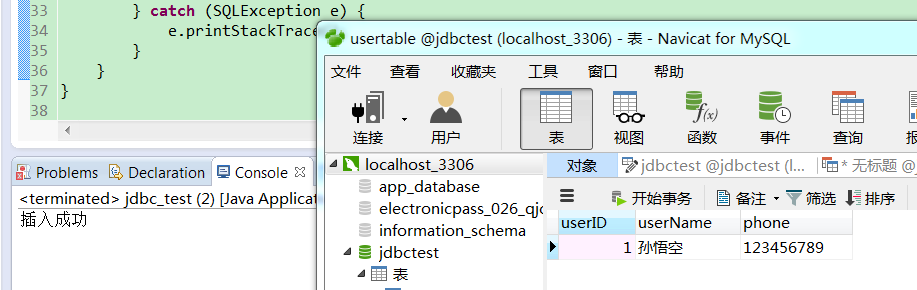 33 } catch (SQLException e) {
34 e.printStackTrace
35 }
36 }
37 }
38
Problems Declaration Console
<terminated> jdbc_test (2) [Java Applicat
插入成功
usertable @jdbctest (localhost_3306) - 表 - Navicat for MySQL
文件 查看 收藏夹 工具 窗口 帮助
连接 用户 表 视图 函数 事件 查询
localhost_3306
app_database
electronicpass_026_qj
information_schema
jdbctest
表
对象 jdbctest @jdbctest (l... * 无标题 @
开始事务 备注 筛选 排序
userID userName phone
1 孙悟空 123456789